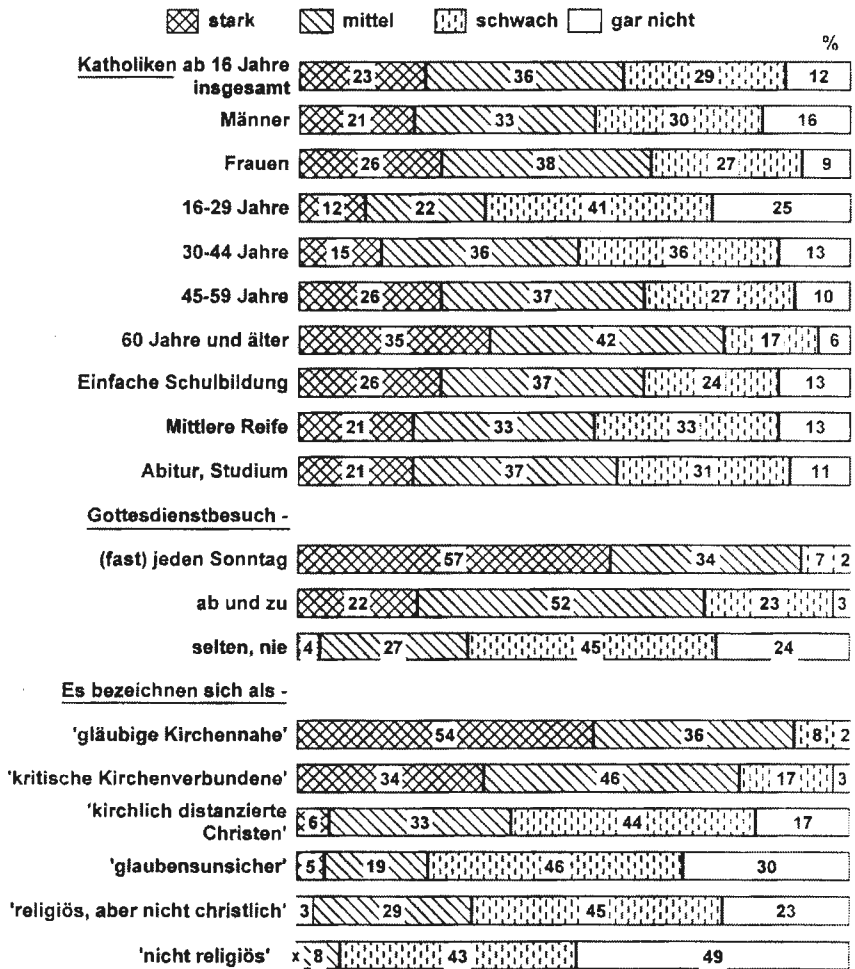 stark mittel schwach gar nicht
%
Katholiken ab 16 Jahre
insgesamt 23 36 29 12
Männer 21 33 30 16
Frauen 26 38 27 9
16-29 Jahre 12 22 41 25
30-44 Jahre 15 36 36 13
45-59 Jahre 26 37 27 10
60 Jahre und älter 35 42 17 6
Einfache Schulbildung 26 37 24 13
Mittlere Reife 21 33 33 13
Abitur, Studium 21 37 31 11
Gottesdienstbesuch -
(fast) jeden Sonntag 57 34 7 2
ab und zu 22 52 23 3
selten, nie 4 27 45 24
Es bezeichnen sich als -
'gläubige Kirchennahe' 54 36 8 2
'kritische Kirchenverbundene' 34 46 17 3
'kirchlich distanzierte
Christen' 6 33 44 17
'glaubensunsicher' 5 19 46 30
'religiös, aber nicht christlich' 3 29 45 23
'nicht religiös' x 8 43 49